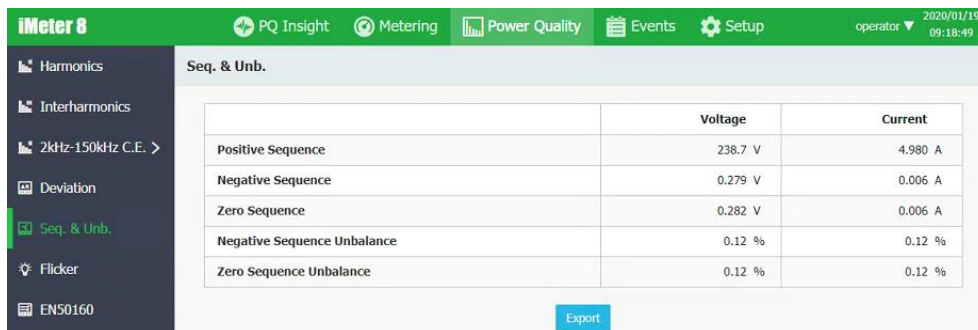 iMeter 8
PQ Insight
Metering
Power Quality
Events
Setup
operator ▼
2020/01/19
09:18:49
Harmonics
Interharmonics
2kHz-150kHz C.E. >
Deviation
Seq. & Unb.
Flicker
EN50160
Seq. & Unb.
Voltage Current
Positive Sequence 238.7 V 4.980 A
Negative Sequence 0.279 V 0.006 A
Zero Sequence 0.282 V 0.006 A
Negative Sequence Unbalance 0.12 % 0.12 %
Zero Sequence Unbalance 0.12 % 0.12 %
Export